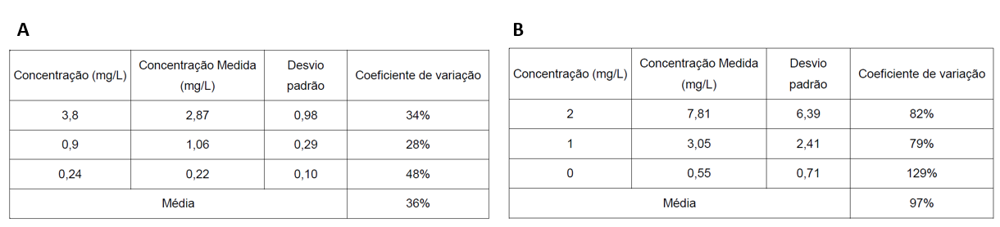 A
Concentração (mg/L) Concentração Medida (mg/L) Desvio padrão Coeficiente de variação
3,8 2,87 0,98 34%
0,9 1,06 0,29 28%
0,24 0,22 0,10 48%
Média 36%
B
Concentração (mg/L) Concentração Medida (mg/L) Desvio padrão Coeficiente de variação
2 7,81 6,39 82%
1 3,05 2,41 79%
0 0,55 0,71 129%
Média 97%